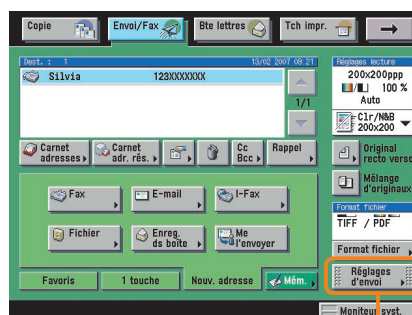 Copie
Envoi/Fax
Bte lettres
Tch impr.
Dest. : 1
13/02 2007 09 21
Silvia 123XXXXXXX
1/1
Réglages lecture
200x200ppp
100 %
Auto
Clr/N&B
200x200
Carnet
adresses
Carnet
adr. rés.
Cc
Bcc
Rappel
Original
recto verso
Mélange
d'originaux
Fax
E-mail
I-Fax
Fichier
Enreg.
ds boîte
Me
l'envoyer
Format fichier
TIFF / PDF
Format fichier
Favoris
1 touche
Nouv. adresse
Mém.
Réglages
d'envoi
Moniteur syst.